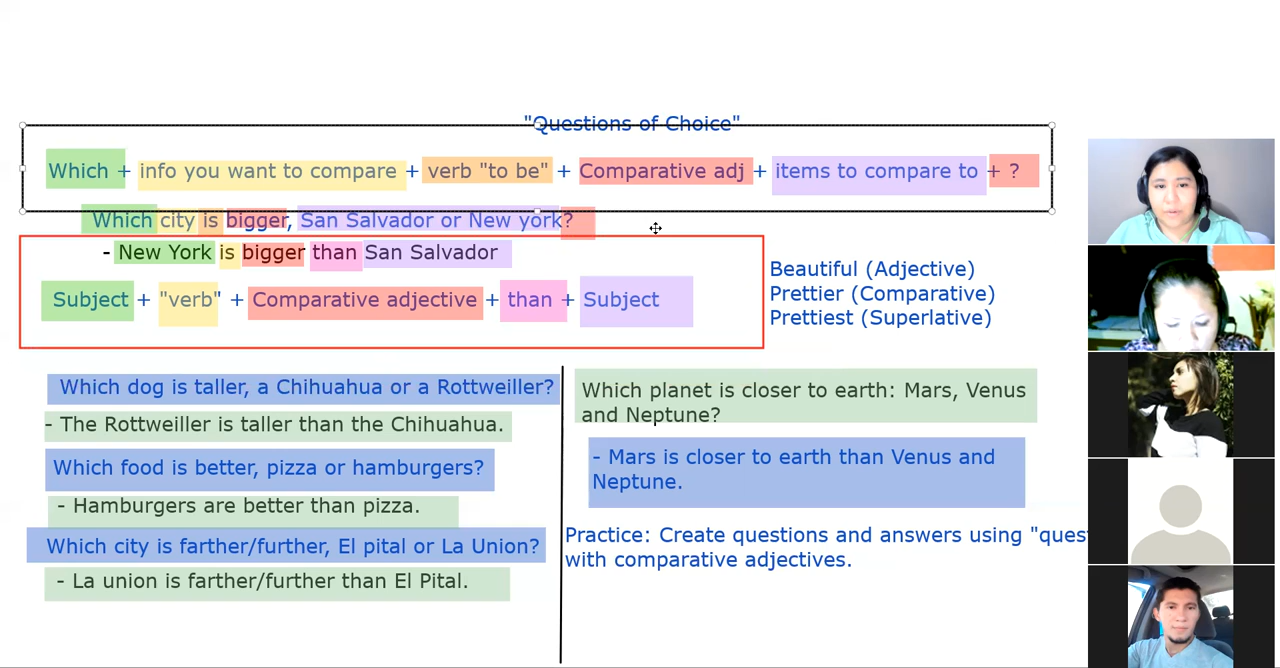 "Questions of Choice"
Which + info you want to compare + verb "to be" + Comparative adj + items to compare to + ?
Which city is bigger, San Salvador or New york?
- New York is bigger than San Salvador
Subject + "verb" + Comparative adjective + than + Subject
Beautiful (Adjective)
Prettier (Comparative)
Prettiest (Superlative)
Which dog is taller, a Chihuahua or a Rottweiller?
- The Rottweiller is taller than the Chihuahua.
Which food is better, pizza or hamburgers?
- Hamburgers are better than pizza.
Which city is farther/further, El pital or La Union?
- La union is farther/further than El Pital.
Which planet is closer to earth: Mars, Venus
and Neptune?
- Mars is closer to earth than Venus and
Neptune.
Practice: Create questions and answers using "ques
with comparative adjectives.